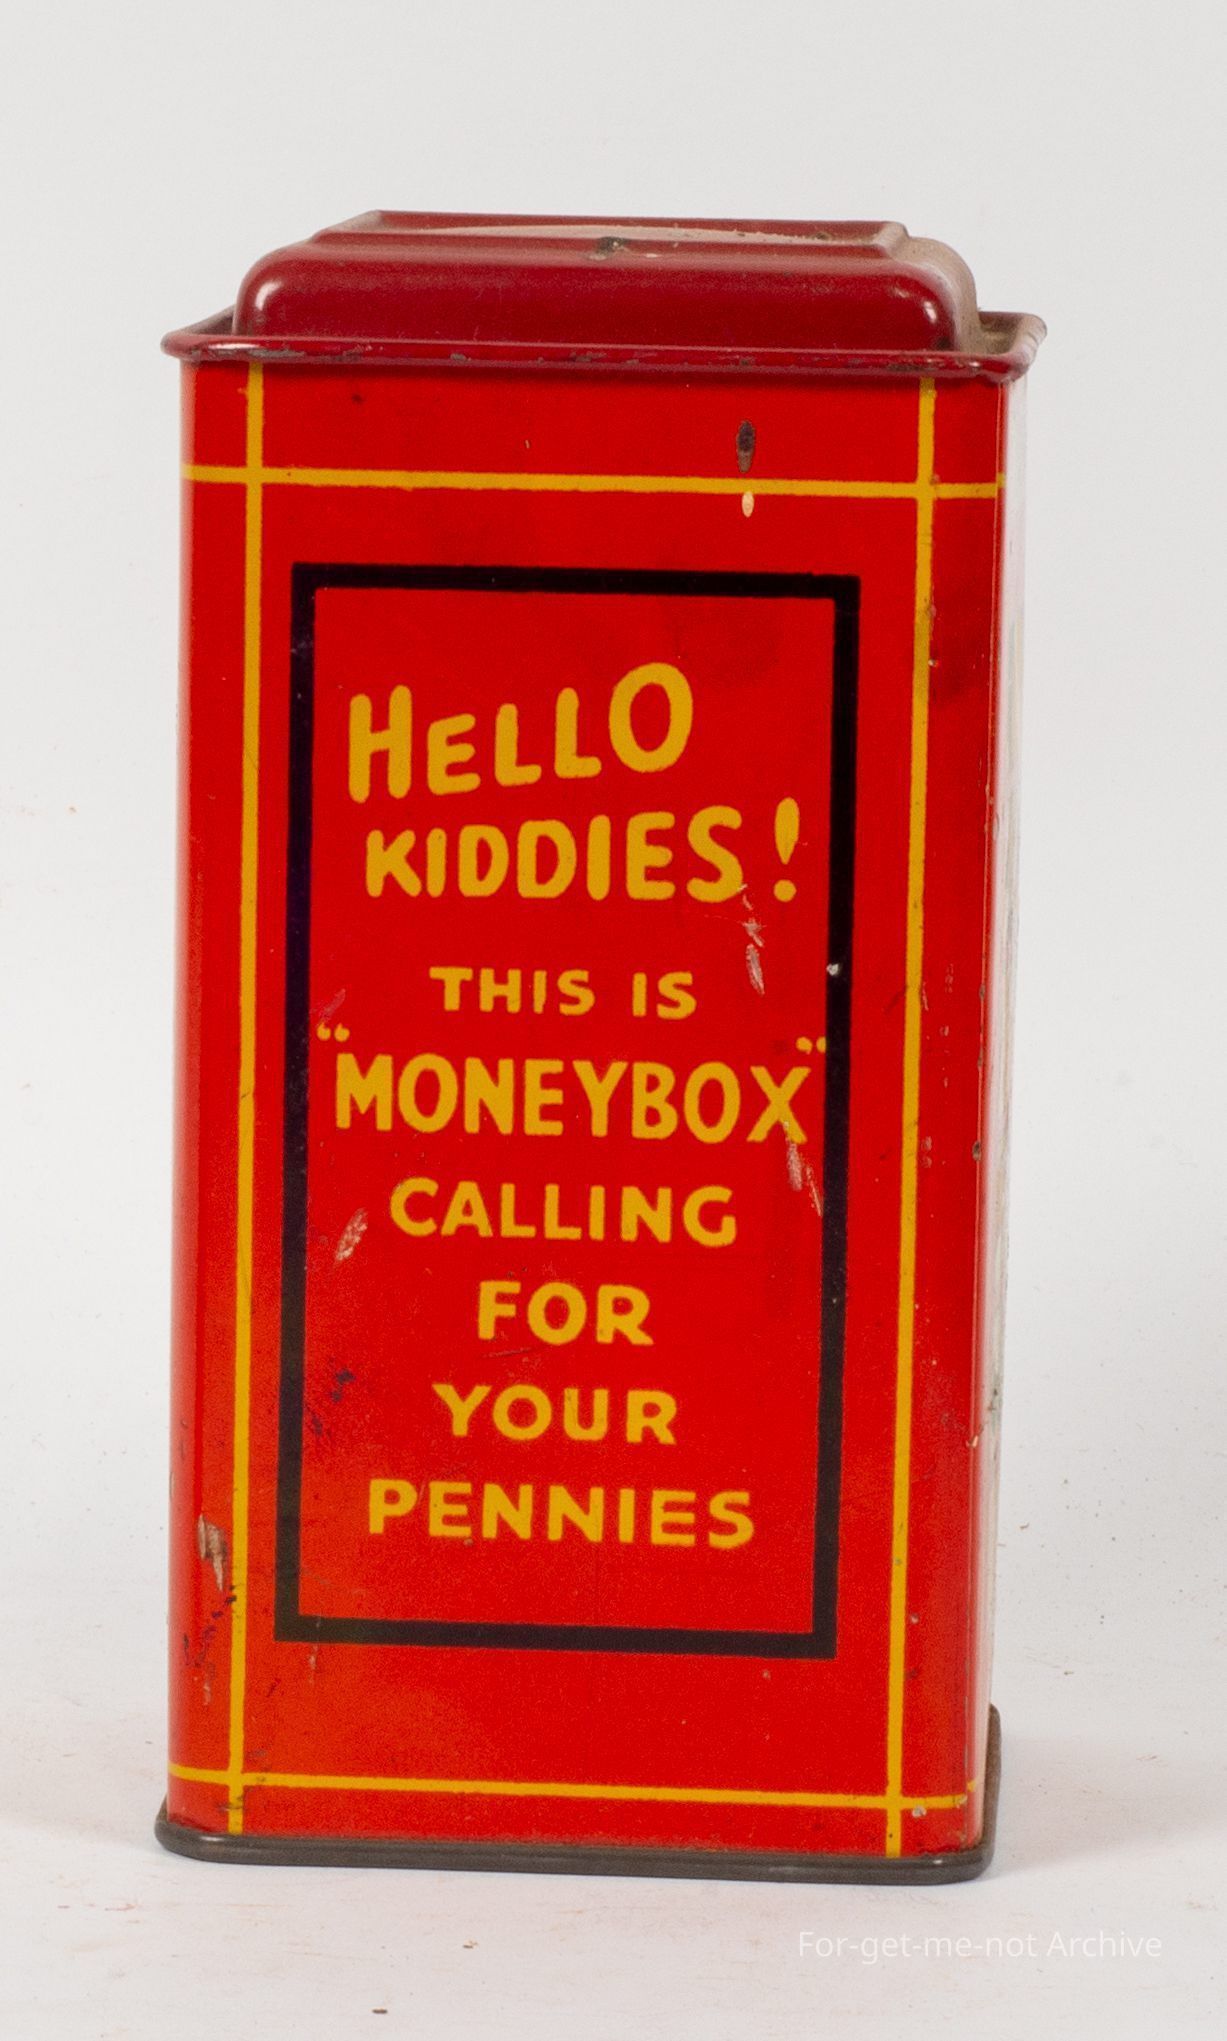 HELLO
KIDDIES!
THIS IS
"MONEYBOX"
CALLING
FOR
YOUR
PENNIES
For-get-me-not Archive